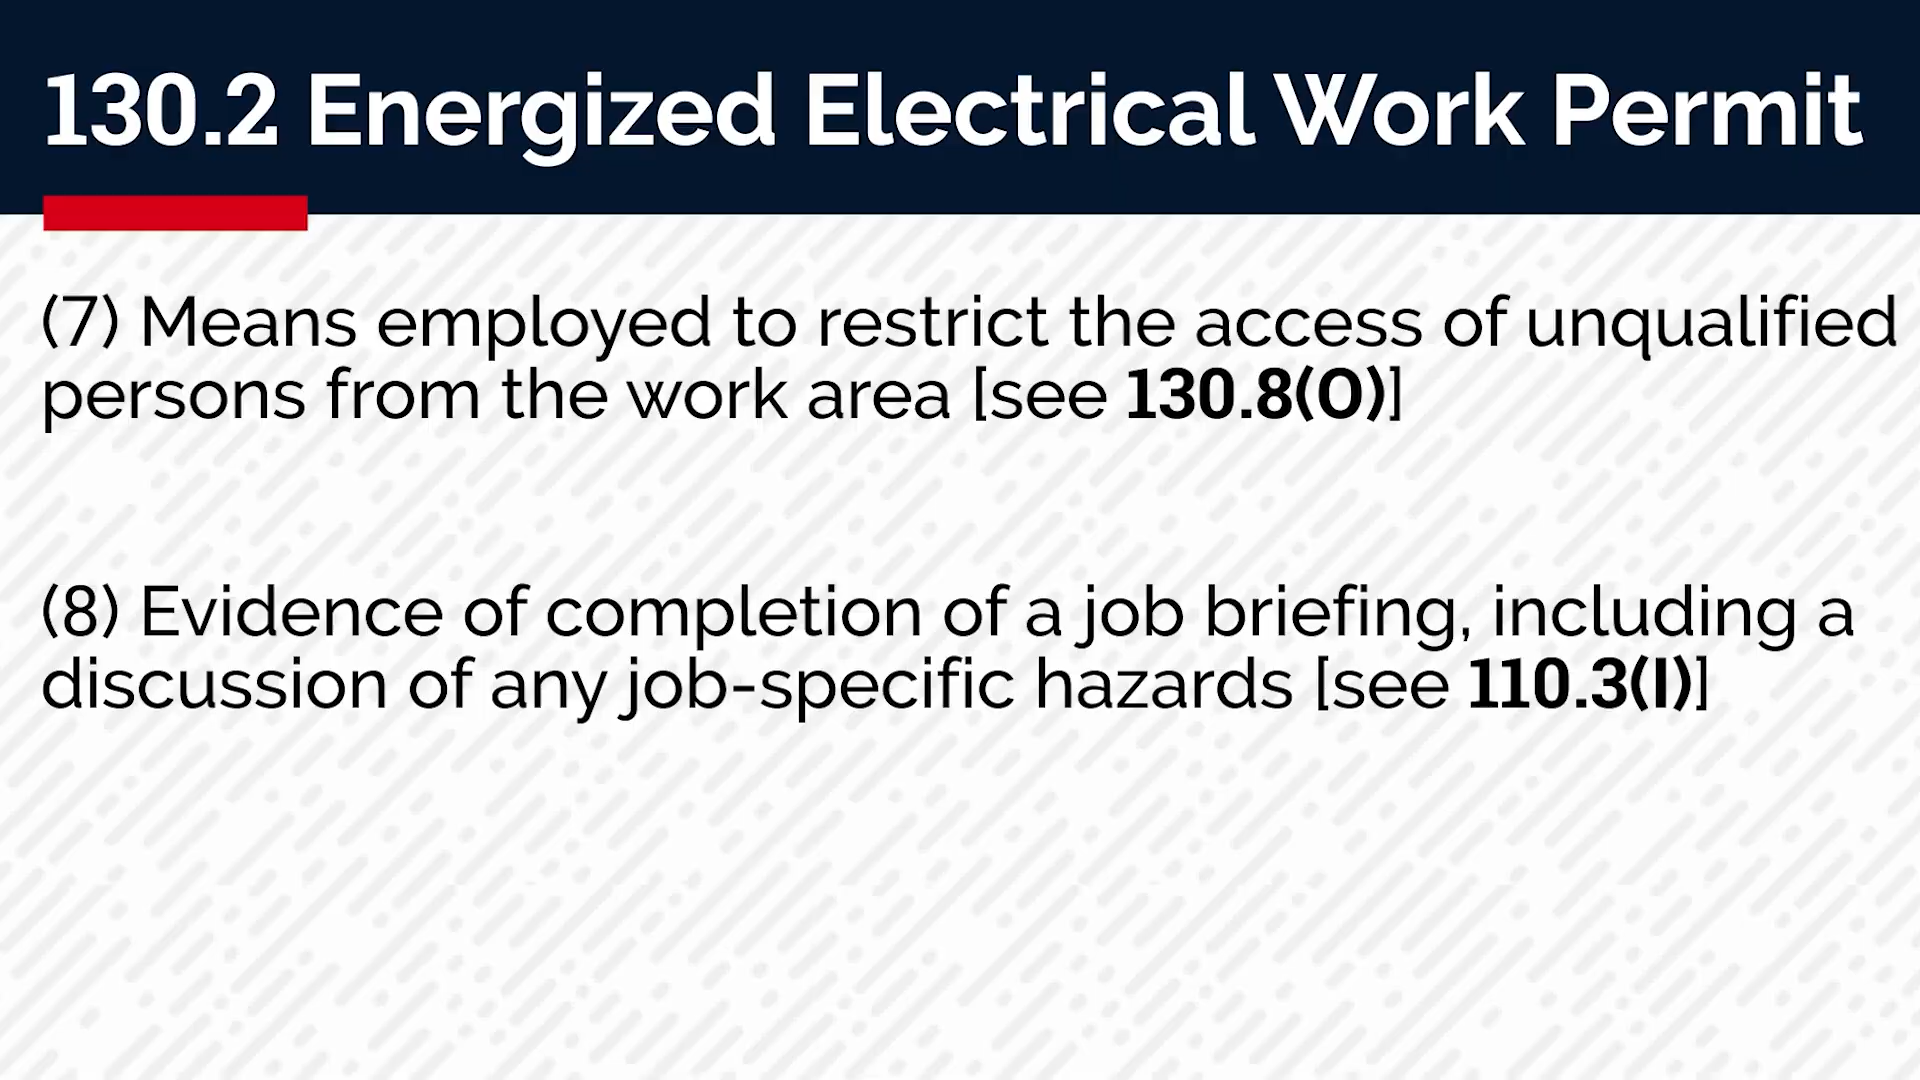 130.2 Energized Electrical Work Permit
(7) Means employed to restrict the access of unqualified
persons from the work area [see 130.8(O)]
(8) Evidence of completion of a job briefing, including a
discussion of any job-specific hazards [see 110.3(I)]